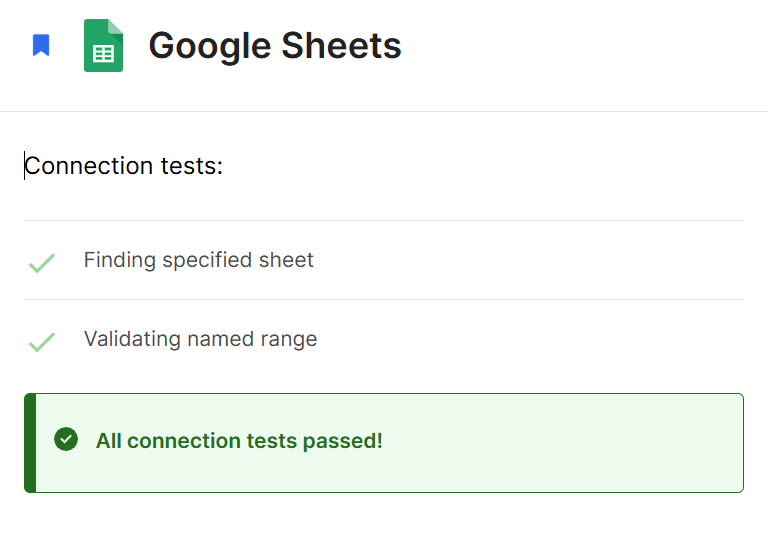 Google Sheets
Connection tests:
Finding specified sheet
Validating named range
All connection tests passed!